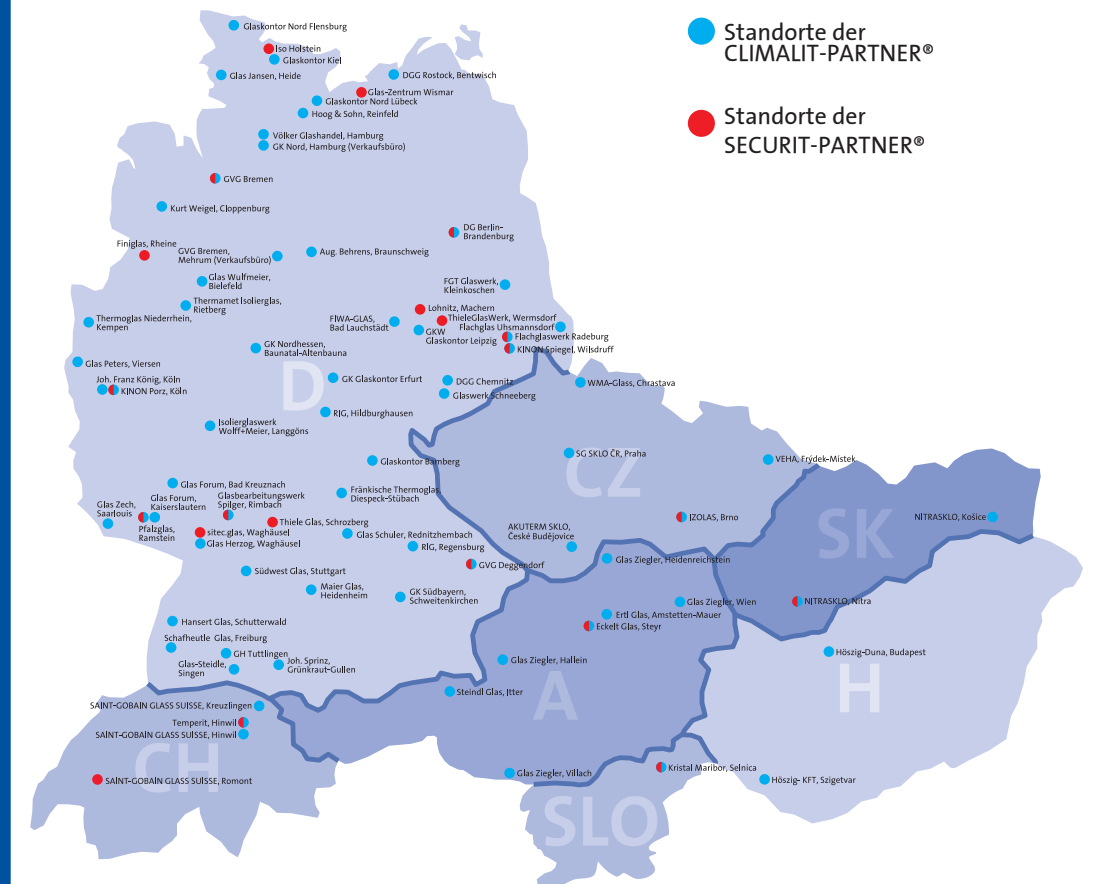 Standorte der
CLIMALIT-PARTNER®
Standorte der
SECURIT-PARTNER®
Glaskontor Nord Flensburg
Iso Holstein
Glaskontor Kiel
Glas Jansen, Heide
DGG Rostock, Bentwisch
Glas-Zentrum Wismar
Glaskontor Nord Lübeck
Hoog & Sohn, Reinfeld
Völker Glashandel, Hamburg
GK Nord, Hamburg (Verkaufsbüro)
GVG Bremen
Kurt Weigel, Cloppenburg
DG Berlin-
Brandenburg
Finiglas, Rheine
GVG Bremen,
Mehrum (Verkaufsbüro)
Aug. Behrens, Braunschweig
Glas Wulfmeier,
Bielefeld
FGT Glaswerk,
Kleinkoschen
Thermamet Isolierglas,
Rietberg
Thermoglas Niederrhein,
Kempen
FIWA-GLAS,
Bad Lauchstädt
Lohnitz, Machern
ThieleGlasWerk, Wermsdorf
Flachglas Uhsmannsdorf
GKW
Glaskontor Leipzig
Flachglaswerk Radeburg
KINON Spiegel, Wilsdruff
GK Nordhessen,
Baunatal-Altenbauna
Glas Peters, Viersen
Joh. Franz König, Köln
KINON Porz, Köln
D
GK Glaskontor Erfurt
DGG Chemnitz
Glaswerk Schneeberg
WMA-Glass, Chrastava
RIG, Hildburghausen
Isolierglaswerk
Wolff+Meier, Langgöns
Glaskontor Bamberg
SG SKLO ČR, Praha
CZ
VEHA, Frýdek-Místek
Glas Forum, Bad Kreuznach
Fränkische Thermoglas,
Diespeck-Stübach
Glas Zech,
Saarlouis
Glas Forum,
Kaiserslautern
Pfalzglas,
Ramstein
Glasbearbeitungswerk
Spilger, Rimbach
Thiele Glas, Schrozberg
sitec.glas, Waghäusel
Glas Herzog, Waghäusel
Glas Schuler, Rednitzhembach
RIG, Regensburg
IZOLAS, Brno
AKUTERM SKLO,
České Budějovice
SK
NITRASKLO, Košice
GVG Deggendorf
Glas Ziegler, Heidenreichstein
Südwest Glas, Stuttgart
Maier Glas,
Heidenheim
GK Südbayern,
Schweitenkirchen
Glas Ziegler, Wien
NITRASKLO, Nitra
Ertl Glas, Amstetten-Mauer
Eckelt Glas, Steyr
Hansert Glas, Schutterwald
Schafheutle Glas, Freiburg
GH Tuttlingen
Glas-Steidle,
Singen
Joh. Sprinz,
Grünkraut-Gullen
Glas Ziegler, Hallein
Höszig-Duna, Budapest
Steindl Glas, Itter
A
H
SAINT-GOBAIN GLASS SUISSE, Kreuzlingen
Temperit, Hinwil
SAINT-GOBAIN GLASS SUISSE, Hinwil
CH
SAINT-GOBAIN GLASS SUISSE, Romont
Glas Ziegler, Villach
Kristal Maribor, Selnica
Höszig- KFT, Szigetvar
SLO